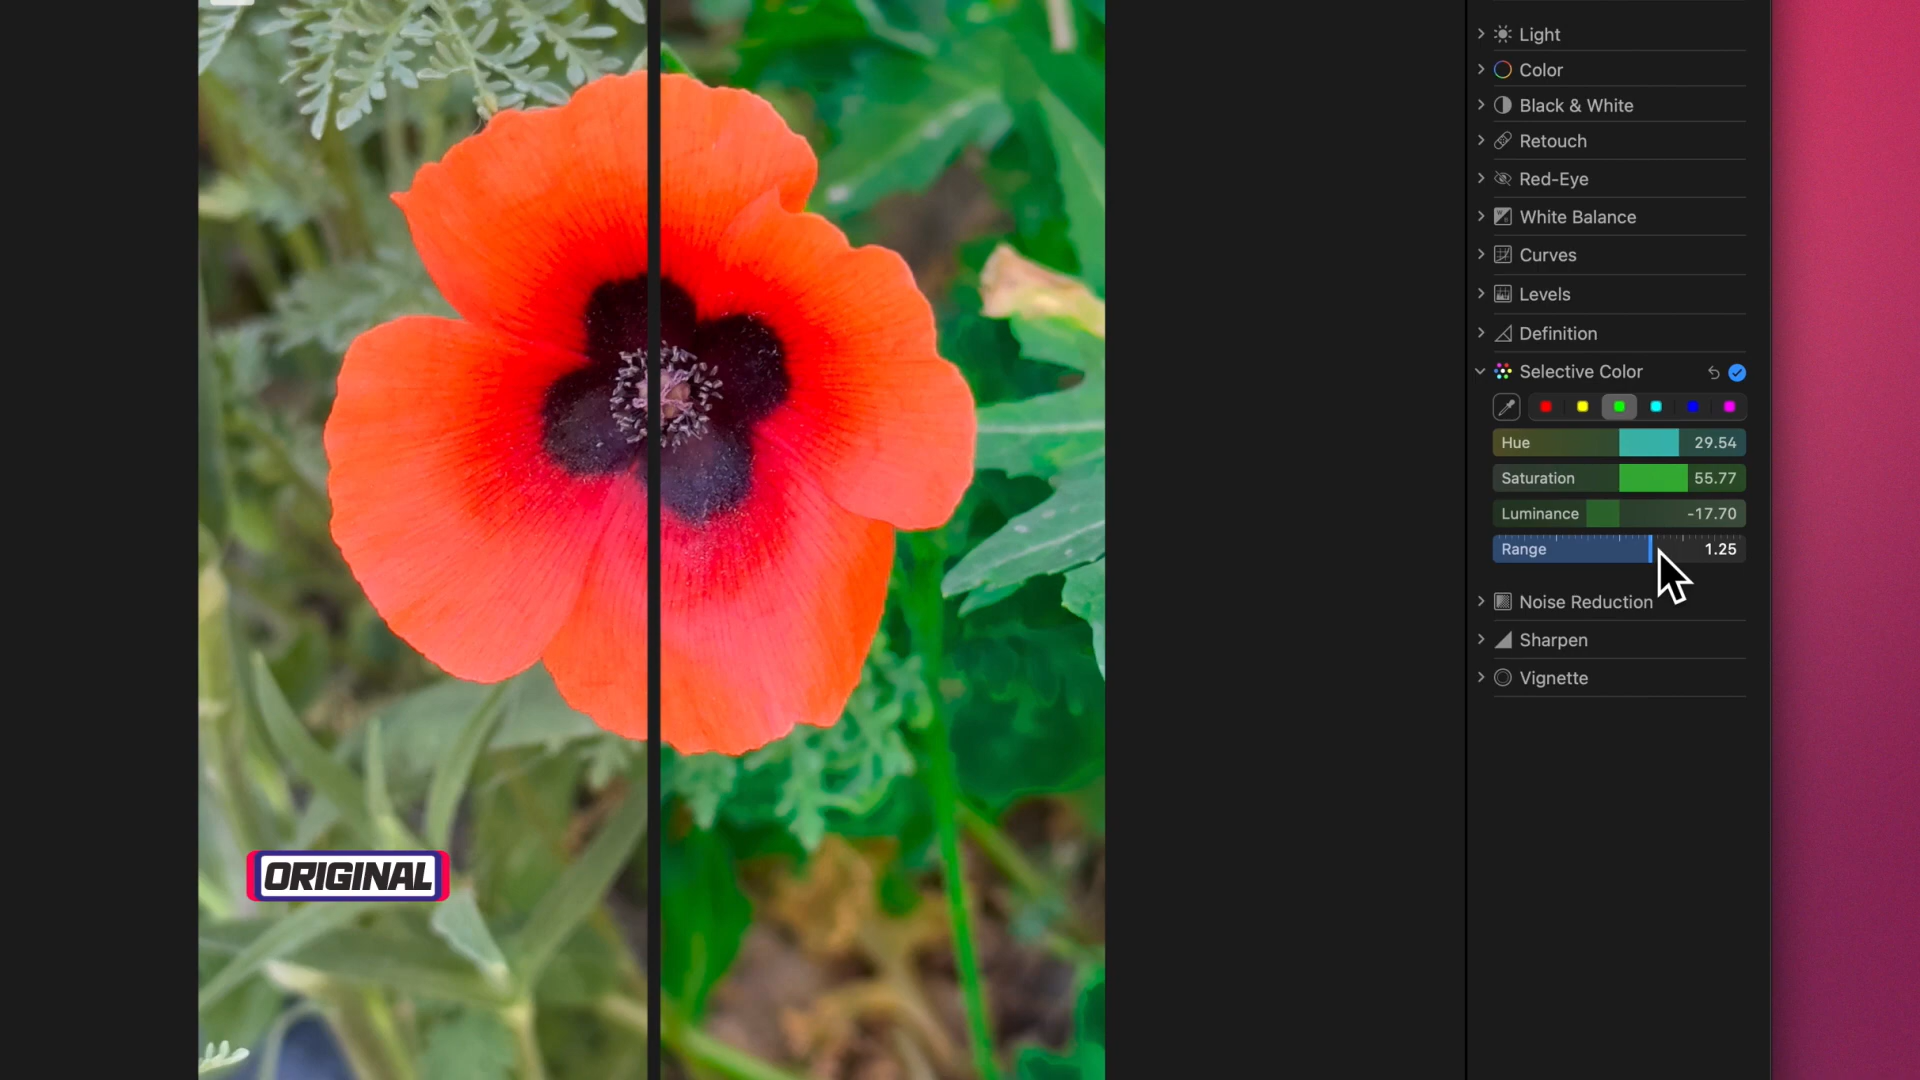 Light
Color
Black & White
Retouch
Red-Eye
White Balance
Curves
Levels
Definition
Selective Color
Hue 29.54
Saturation 55.77
Luminance -17.70
Range 1.25
Noise Reduction
Sharpen
Vignette
ORIGINAL